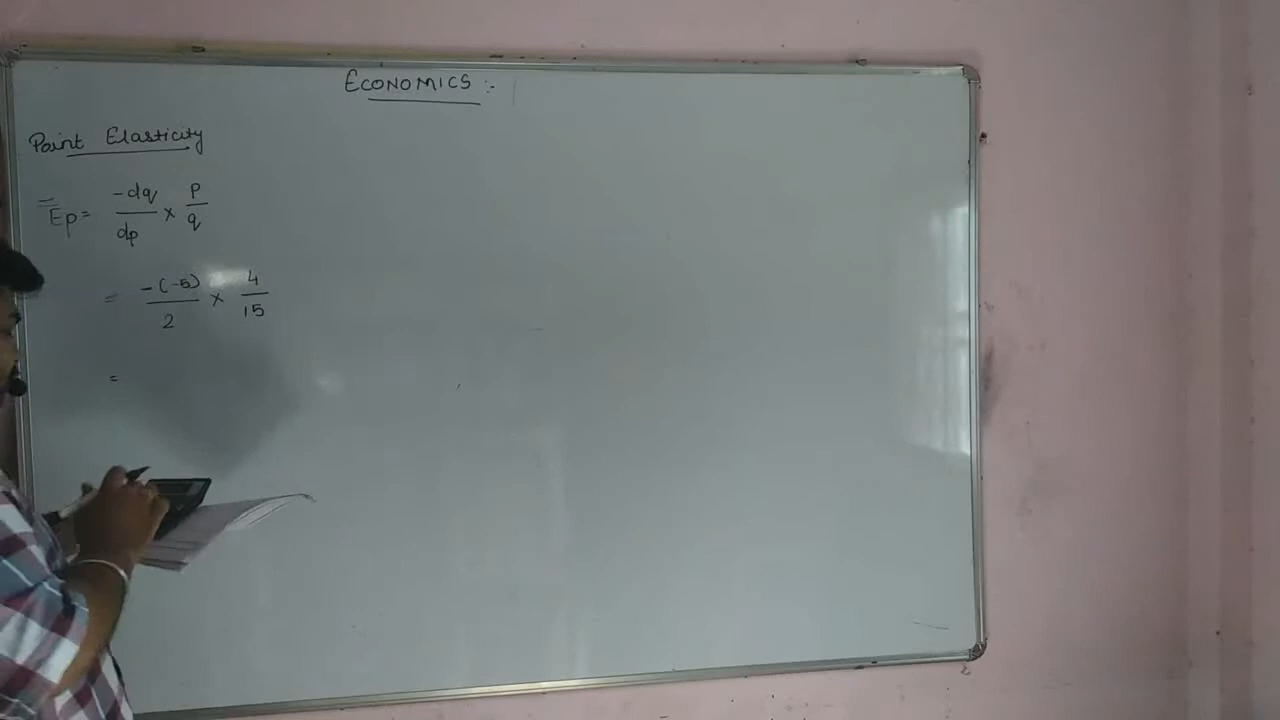 ECONOMICS :-
Point Elasticity
= Ep = -dq/dp × P/q
= -(-5)/2 × 4/15
=